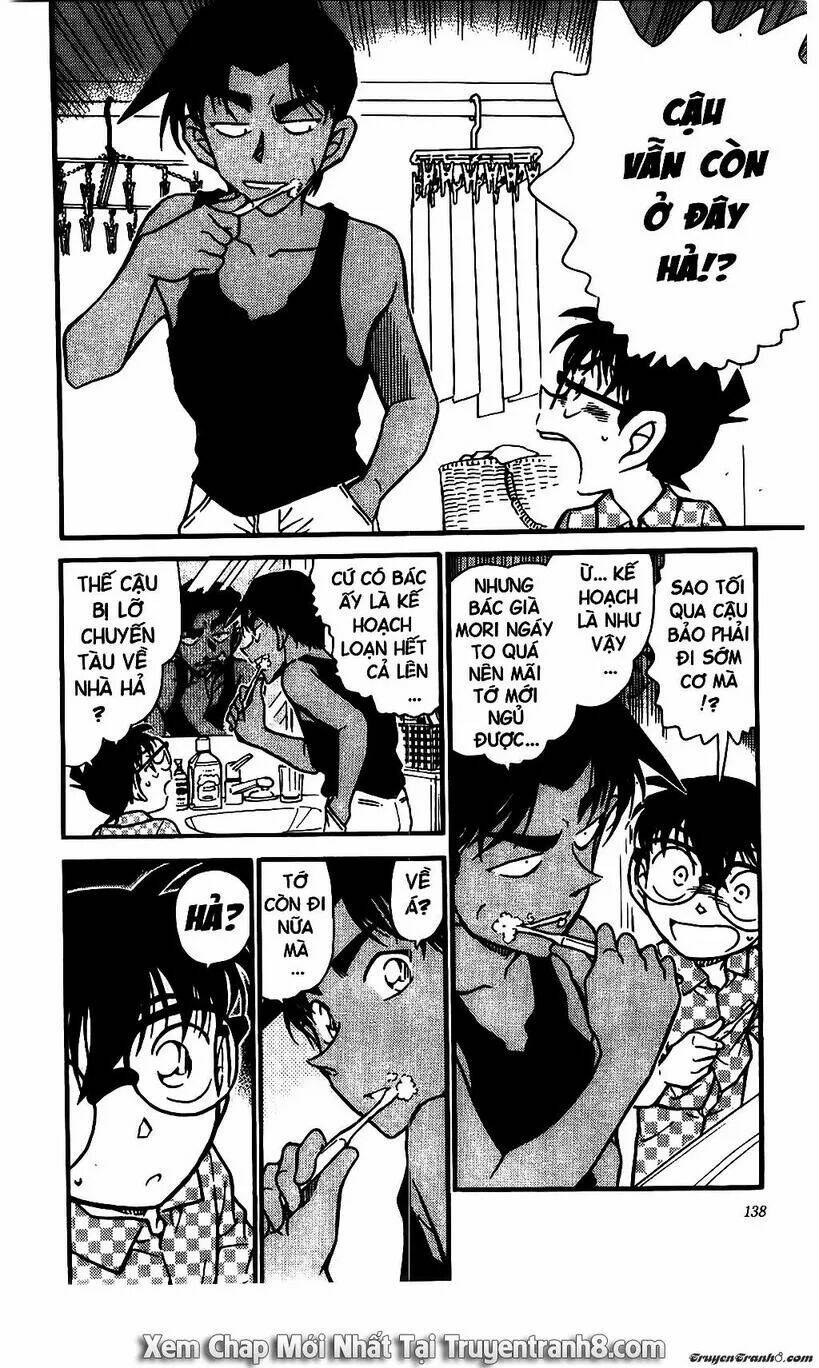 CẬU
VẪN CÒN
Ở ĐÂY
HẢ!?
SAO TỐI
QUA CẬU
BẢO PHẢI
ĐI SỚM
CƠ MÀ
!?
Ừ... KẾ
HOẠCH
LÀ NHƯ
VẬY
...
NHƯNG
BÁC GIÀ
MORI NGÁY
TO QUÁ
NÊN MÃI
TỚ MỚI
NGỦ
ĐƯỢC...
CỨ CÓ BÁC
ẤY LÀ KẾ
HOẠCH
LOẠN HẾT
CẢ LÊN
...
THẾ CẬU
BỊ LỠ
CHUYẾN
TÀU VỀ
NHÀ HẢ
?
VỀ
Á?
TỚ
CÒN ĐI
NỮA
MÀ
...
HẢ?
138
Xem Chap Mới Nhất Tại Truyentranh8.com
TruyenTranh8.com